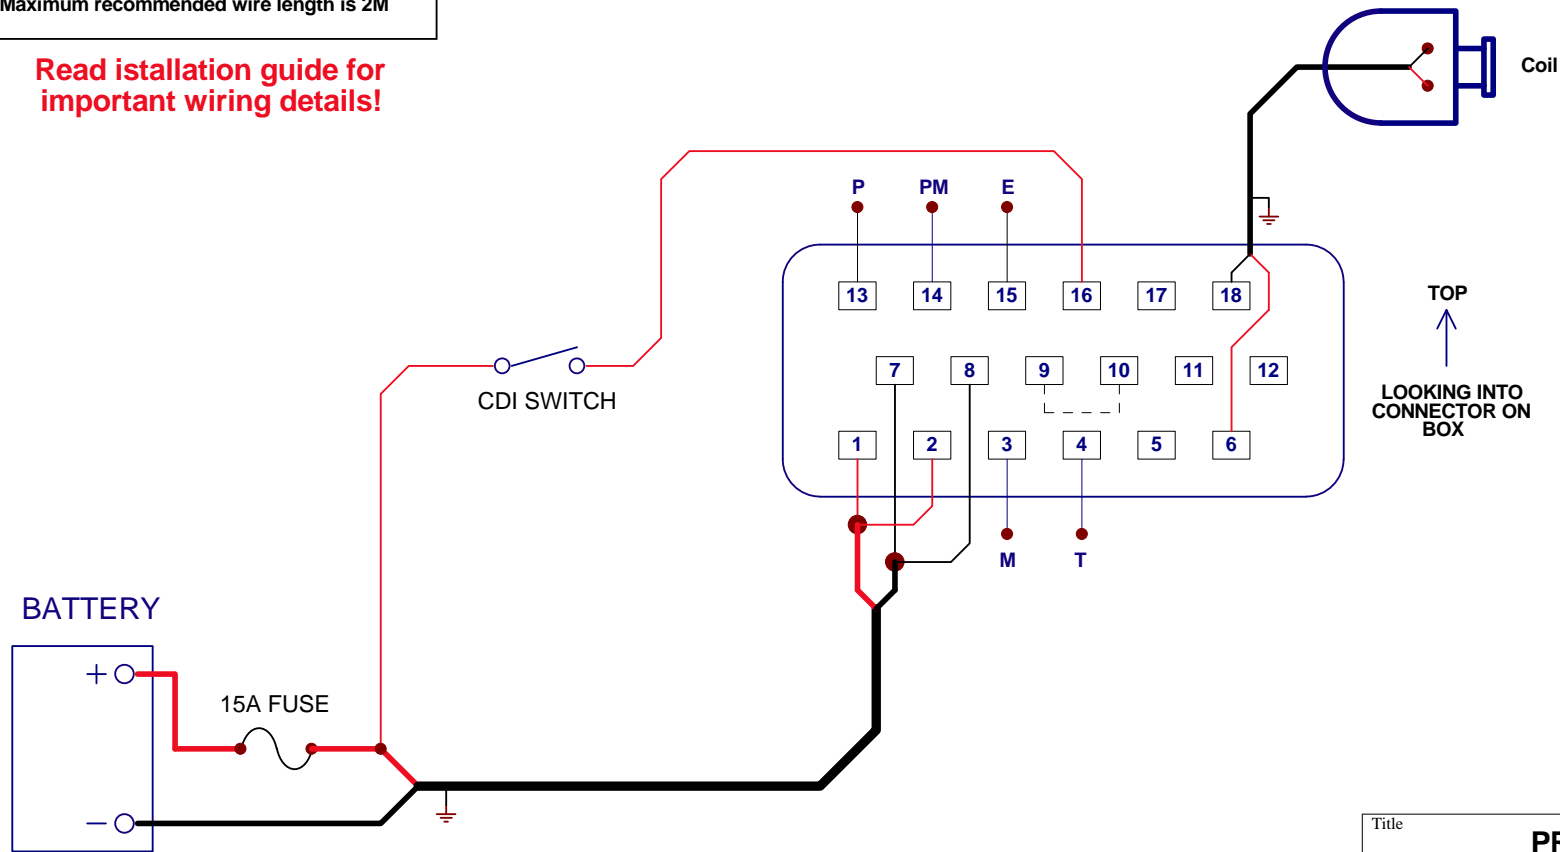 Maximum recommended wire length is 2M
Read istallation guide for
important wiring details!
Coil
P PM E
13 14 15 16 17 18
TOP
7 8 9 10 11 12
CDI SWITCH
LOOKING INTO
CONNECTOR ON
BOX
1 2 3 4 5 6
M T
BATTERY
+
15A FUSE
−
Title